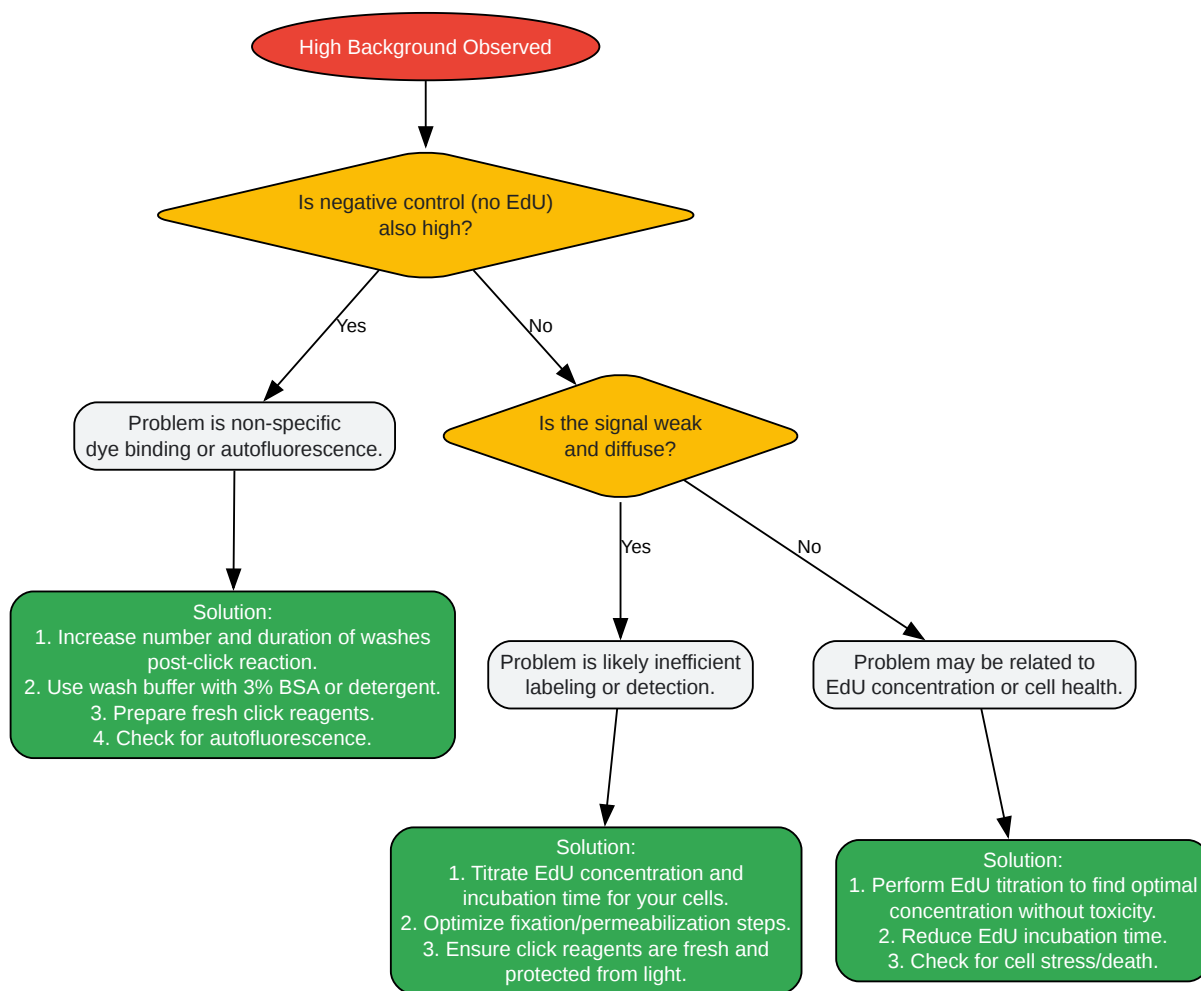 High Background Observed
Is negative control (no EdU)
also high?
Yes
No
Problem is non-specific
dye binding or autofluorescence.
Is the signal weak
and diffuse?
Yes
No
Solution:
1. Increase number and duration of washes
post-click reaction.
2. Use wash buffer with 3% BSA or detergent.
3. Prepare fresh click reagents.
4. Check for autofluorescence.
Problem is likely inefficient
labeling or detection.
Problem may be related to
EdU concentration or cell health.
Solution:
1. Titrate EdU concentration and
incubation time for your cells.
2. Optimize fixation/permeabilization steps.
3. Ensure click reagents are fresh and
protected from light.
Solution:
1. Perform EdU titration to find optimal
concentration without toxicity.
2. Reduce EdU incubation time.
3. Check for cell stress/death.